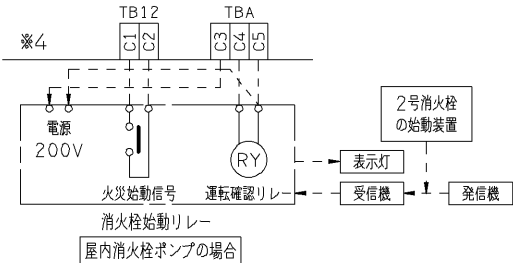 ※4
TB12
TBA
C1
C2
C3
C4
C5
電源
200V
RY
火災始動信号
運転確認リレー
消火栓始動リレー
屋内消火栓ポンプの場合
2号消火栓
の始動装置
表示灯
受信機
発信機